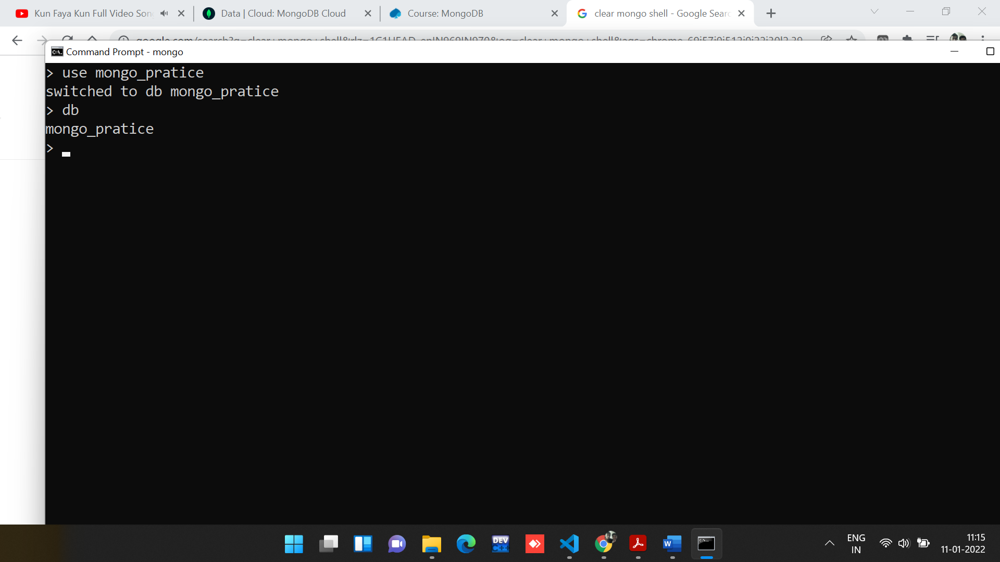 Kun Faya Kun Full Video Son
Data | Cloud: MongoDB Cloud
Course: MongoDB
clear mongo shell - Google Searc
Command Prompt - mongo
> use mongo_pratice
switched to db mongo_pratice
> db
mongo_pratice
>
DEV
C++
W
ENG
IN
11:15
11-01-2022